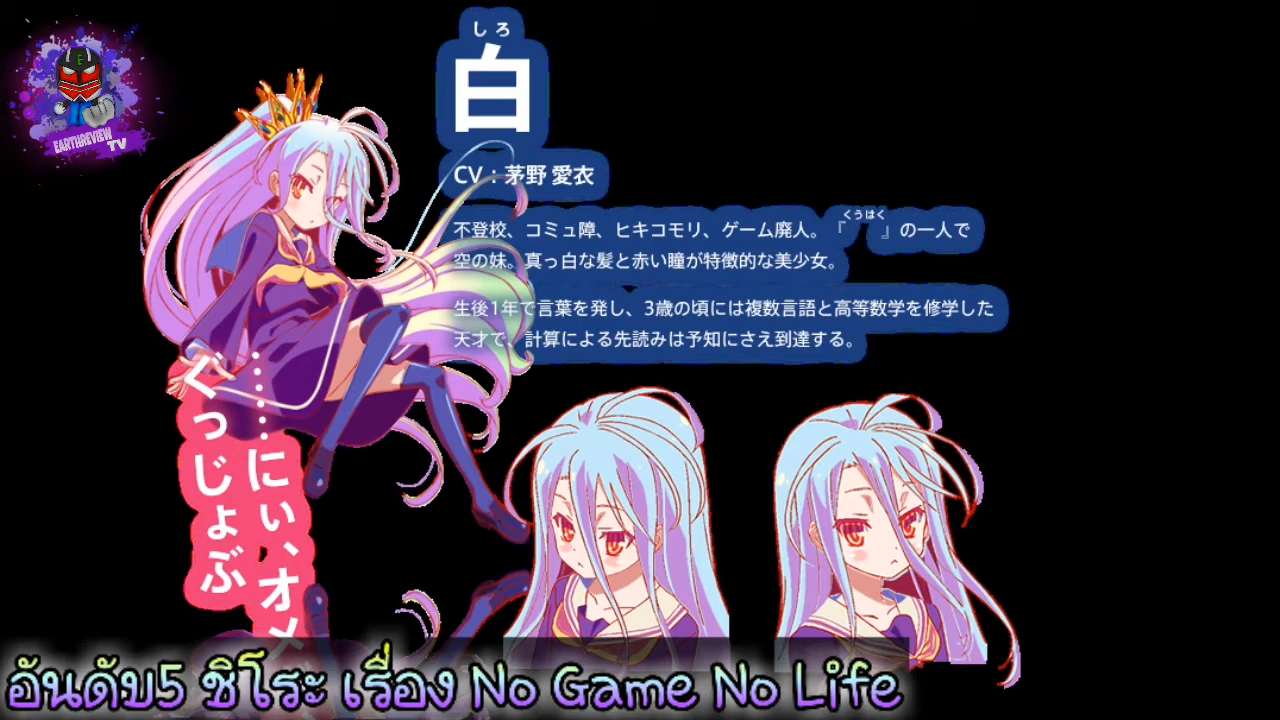 EARTHREVIEW
TV
しろ
白
CV：茅野 愛衣
くうはく
不登校、コミュ障、ヒキコモリ、ゲーム廃人。『　　』の一人で
空の妹。真っ白な髪と赤い瞳が特徴的な美少女。
生後1年で言葉を発し、3歳の頃には複数言語と高等数学を修学した
天才で、計算による先読みは予知にさえ到達する。
……にぃ、オメ
ぐっじょぶ
อันดับ5 ชิโระ เรื่อง No Game No Life